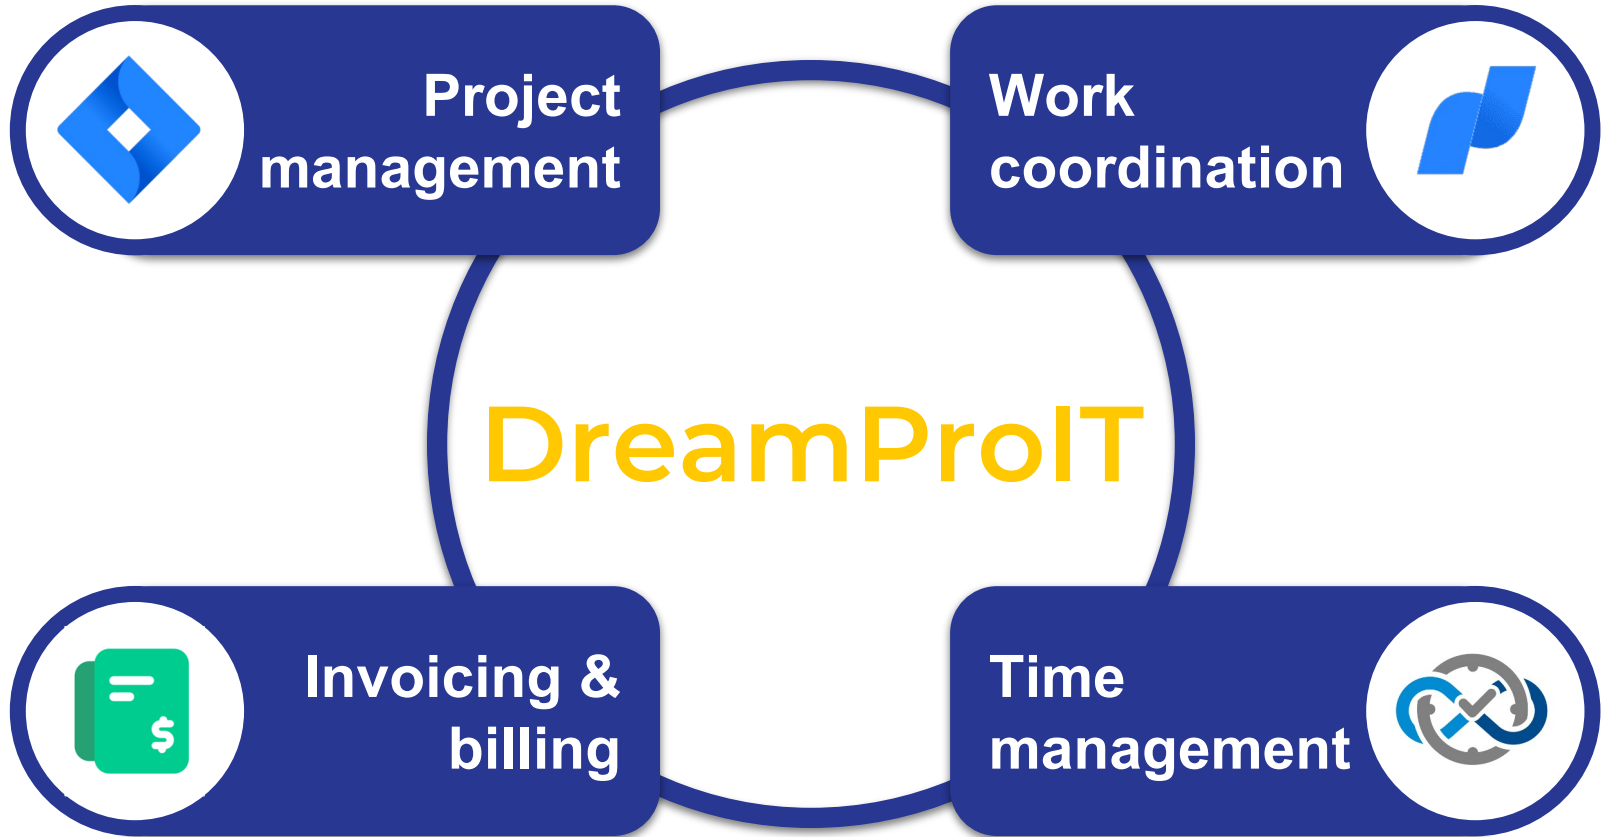 Project
management
Work
coordination
DreamProIT
Invoicing &
billing
$
Time
management